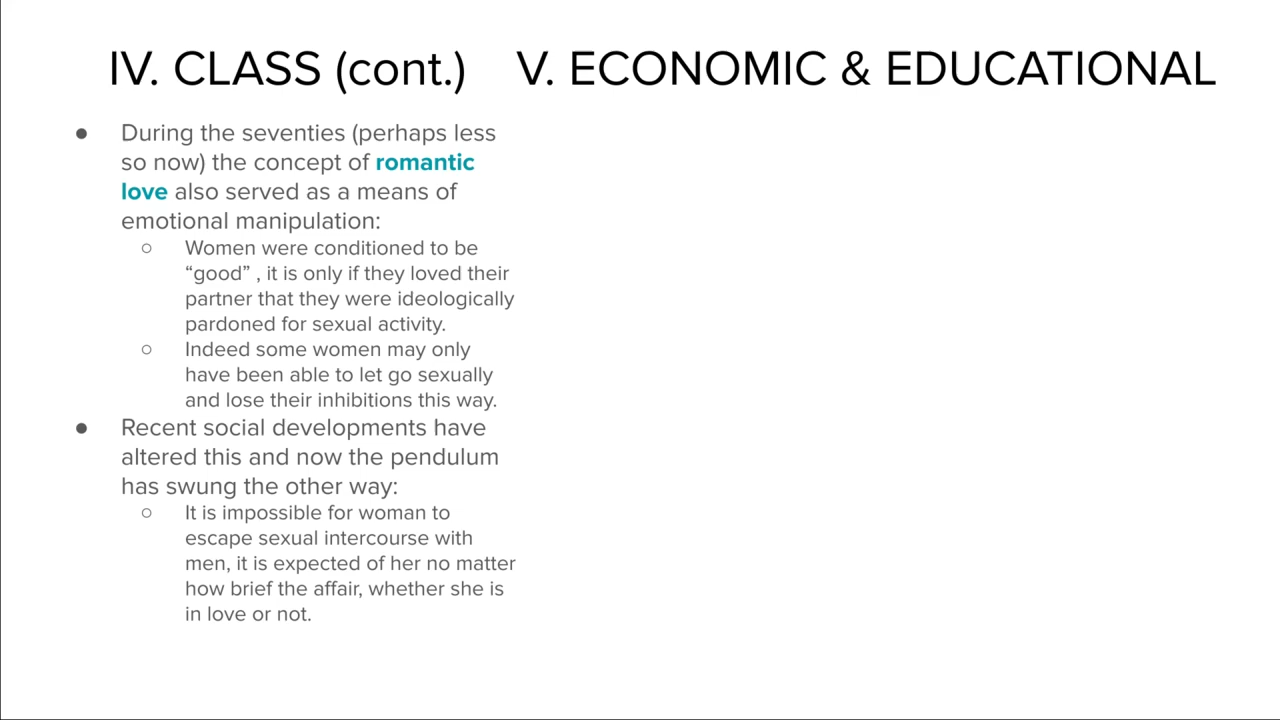 IV. CLASS (cont.) V. ECONOMIC & EDUCATIONAL
● During the seventies (perhaps less
so now) the concept of romantic
love also served as a means of
emotional manipulation:
○ Women were conditioned to be
“good” , it is only if they loved their
partner that they were ideologically
pardoned for sexual activity.
○ Indeed some women may only
have been able to let go sexually
and lose their inhibitions this way.
● Recent social developments have
altered this and now the pendulum
has swung the other way:
○ It is impossible for woman to
escape sexual intercourse with
men, it is expected of her no matter
how brief the affair, whether she is
in love or not.